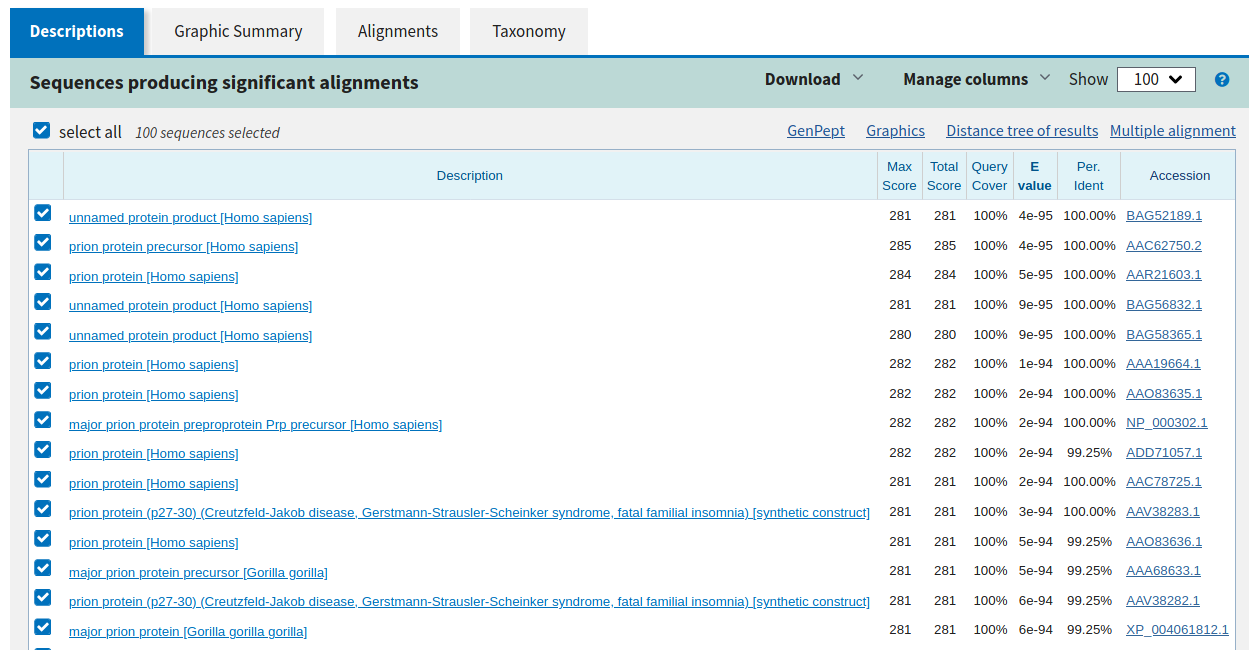 Descriptions Graphic Summary Alignments Taxonomy
Sequences producing significant alignments Download Manage columns Show 100 ?
select all 100 sequences selected GenPept Graphics Distance tree of results Multiple alignment
Description Max Score Total Score Query Cover E value Per. Ident Accession
unnamed protein product [Homo sapiens] 281 281 100% 4e-95 100.00% BAG52189.1
prion protein precursor [Homo sapiens] 285 285 100% 4e-95 100.00% AAC62750.2
prion protein [Homo sapiens] 284 284 100% 5e-95 100.00% AAR21603.1
unnamed protein product [Homo sapiens] 281 281 100% 9e-95 100.00% BAG56832.1
unnamed protein product [Homo sapiens] 280 280 100% 9e-95 100.00% BAG58365.1
prion protein [Homo sapiens] 282 282 100% 1e-94 100.00% AAA19664.1
prion protein [Homo sapiens] 282 282 100% 2e-94 100.00% AAO83635.1
major prion protein preproprotein Prp precursor [Homo sapiens] 282 282 100% 2e-94 100.00% NP_000302.1
prion protein [Homo sapiens] 282 282 100% 2e-94 99.25% ADD71057.1
prion protein [Homo sapiens] 281 281 100% 2e-94 100.00% AAC78725.1
prion protein (p27-30) (Creutzfeld-Jakob disease, Gerstmann-Strausler-Scheinker syndrome, fatal familial insomnia) [synthetic construct] 281 281 100% 3e-94 100.00% AAV38283.1
prion protein [Homo sapiens] 281 281 100% 5e-94 99.25% AAO83636.1
major prion protein precursor [Gorilla gorilla] 281 281 100% 5e-94 99.25% AAA68633.1
prion protein (p27-30) (Creutzfeld-Jakob disease, Gerstmann-Strausler-Scheinker syndrome, fatal familial insomnia) [synthetic construct] 281 281 100% 6e-94 99.25% AAV38282.1
major prion protein [Gorilla gorilla gorilla] 281 281 100% 6e-94 99.25% XP_004061812.1